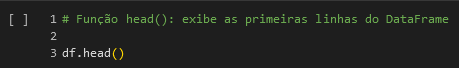 [ ] 1 # Função head(): exibe as primeiras linhas do DataFrame
2
3 df.head()